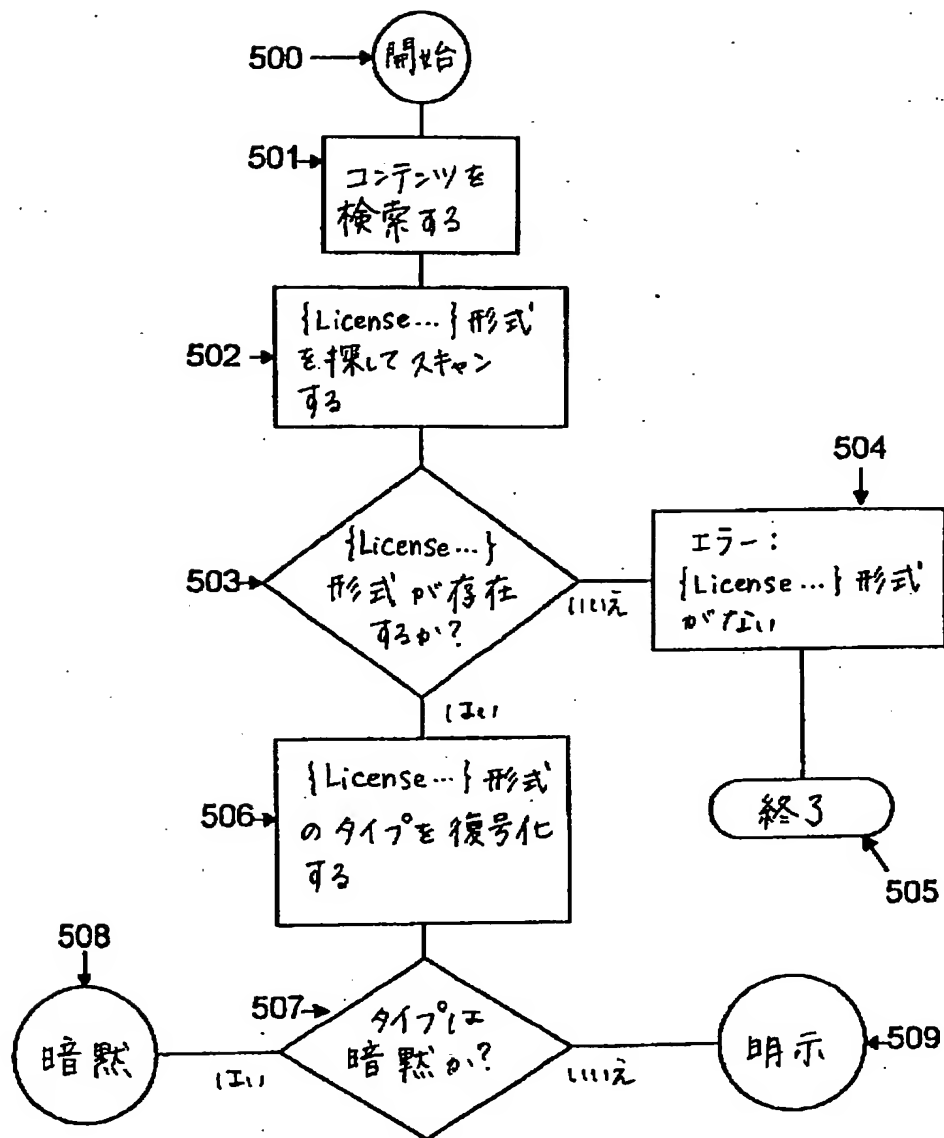 500
開始
501
コンテンツを
検索する
502
{License…}形式
を探してスキャン
する
503
{License…}
形式が存在
するか?
いいえ
504
エラー:
{License…}形式
がない
終了
505
はい
506
{License…}形式
のタイプを復号化
する
507
タイプは
暗黙か?
はい
508
暗黙
いいえ
明示
509